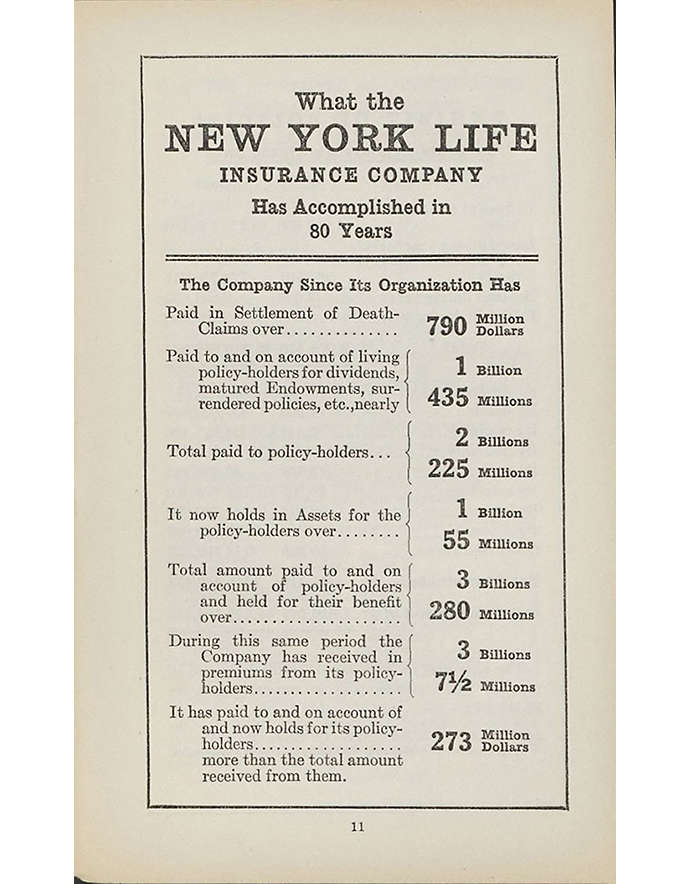 What the
NEW YORK LIFE
INSURANCE COMPANY
Has Accomplished in
80 Years
The Company Since Its Organization Has
Paid in Settlement of Death-
Claims over.............. 790 Million Dollars
Paid to and on account of living
policy-holders for dividends, 1 Billion
matured Endowments, sur-
rendered policies, etc.,nearly 435 Millions
2 Billions
Total paid to policy-holders...
225 Millions
It now holds in Assets for the 1 Billion
policy-holders over........ 55 Millions
Total amount paid to and on
account of policy-holders 3 Billions
and held for their benefit
over...................... 280 Millions
During this same period the
Company has received in 3 Billions
premiums from its policy-
holders................... 7½ Millions
It has paid to and on account of
and now holds for its policy-
holders................... 273 Million Dollars
more than the total amount
received from them.
11